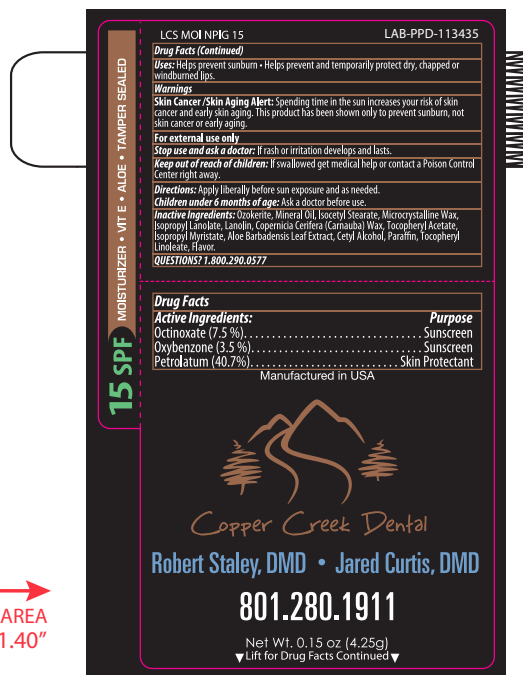 LCS MOI NPIG 15
LAB-PPD-113435
Drug Facts (Continued)
Uses: Helps prevent sunburn • Helps prevent and temporarily protect dry, chapped or
windburned lips.
Warnings
Skin Cancer /Skin Aging Alert: Spending time in the sun increases your risk of skin
cancer and early skin aging. This product has been shown only to prevent sunburn, not
skin cancer or early aging.
For external use only
Stop use and ask a doctor: If rash or irritation develops and lasts.
Keep out of reach of children: If swallowed get medical help or contact a Poison Control
Center right away.
Directions: Apply liberally before sun exposure and as needed.
Children under 6 months of age: Ask a doctor before use.
Inactive Ingredients: Ozokerite, Mineral Oil, Isocetyl Stearate, Microcrystalline Wax,
Isopropyl Lanolate, Lanolin, Copernicia Cerifera (Carnauba) Wax, Tocopheryl Acetate,
Isopropyl Myristate, Aloe Barbadensis Leaf Extract, Cetyl Alcohol, Paraffin, Tocopheryl
Linoleate, Flavor.
QUESTIONS? 1.800.290.0577
15 SPF MOISTURIZER • VIT E • ALOE • TAMPER SEALED
Drug Facts
Active Ingredients: Purpose
Octinoxate (7.5 %)..............................Sunscreen
Oxybenzone (3.5 %)............................Sunscreen
Petrolatum (40.7%).........................Skin Protectant
Manufactured in USA
Copper Creek Dental
Robert Staley, DMD • Jared Curtis, DMD
801.280.1911
Net Wt. 0.15 oz (4.25g)
▼Lift for Drug Facts Continued▼
AREA
1.40”